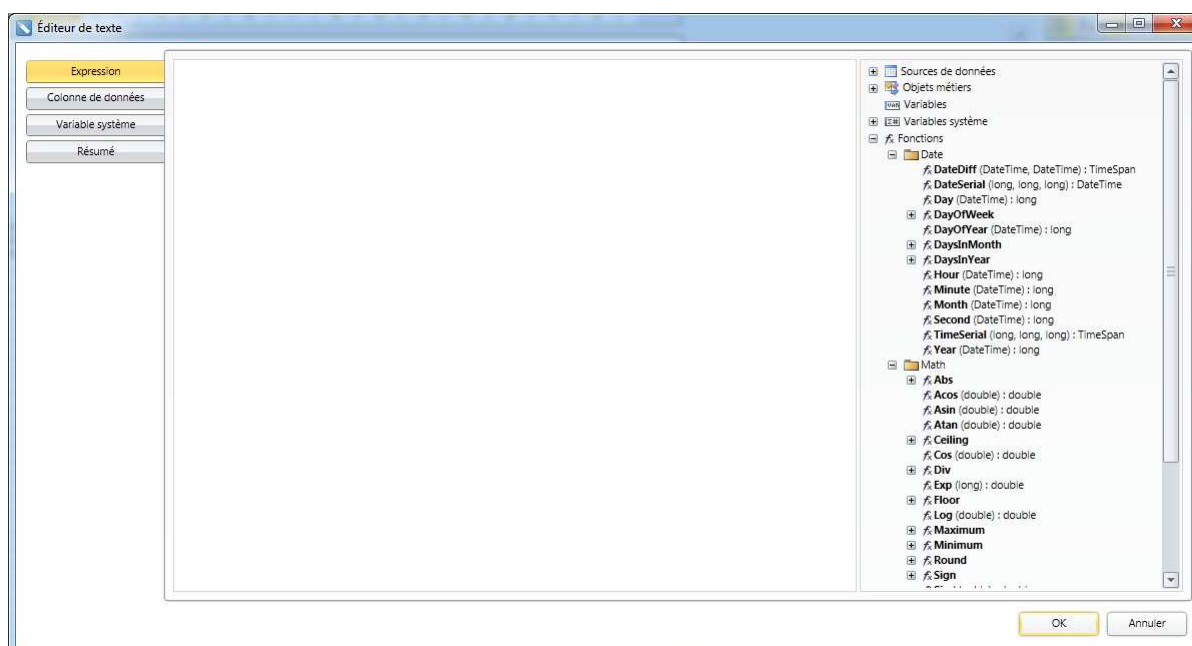 Éditeur de texte
Expression
Colonne de données
Variable système
Résumé
Sources de données
Objets métiers
Variables
Variables système
Fonctions
Date
DateDiff (DateTime, DateTime) : TimeSpan
DateSerial (long, long, long) : DateTime
Day (DateTime) : long
DayOfWeek
DayOfYear (DateTime) : long
DaysInMonth
DaysInYear
Hour (DateTime) : long
Minute (DateTime) : long
Month (DateTime) : long
Second (DateTime) : long
TimeSerial (long, long, long) : TimeSpan
Year (DateTime) : long
Math
Abs
Acos (double) : double
Asin (double) : double
Atan (double) : double
Ceiling
Cos (double) : double
Div
Exp (long) : double
Floor
Log (double) : double
Maximum
Minimum
Round
Sign
OK
Annuler